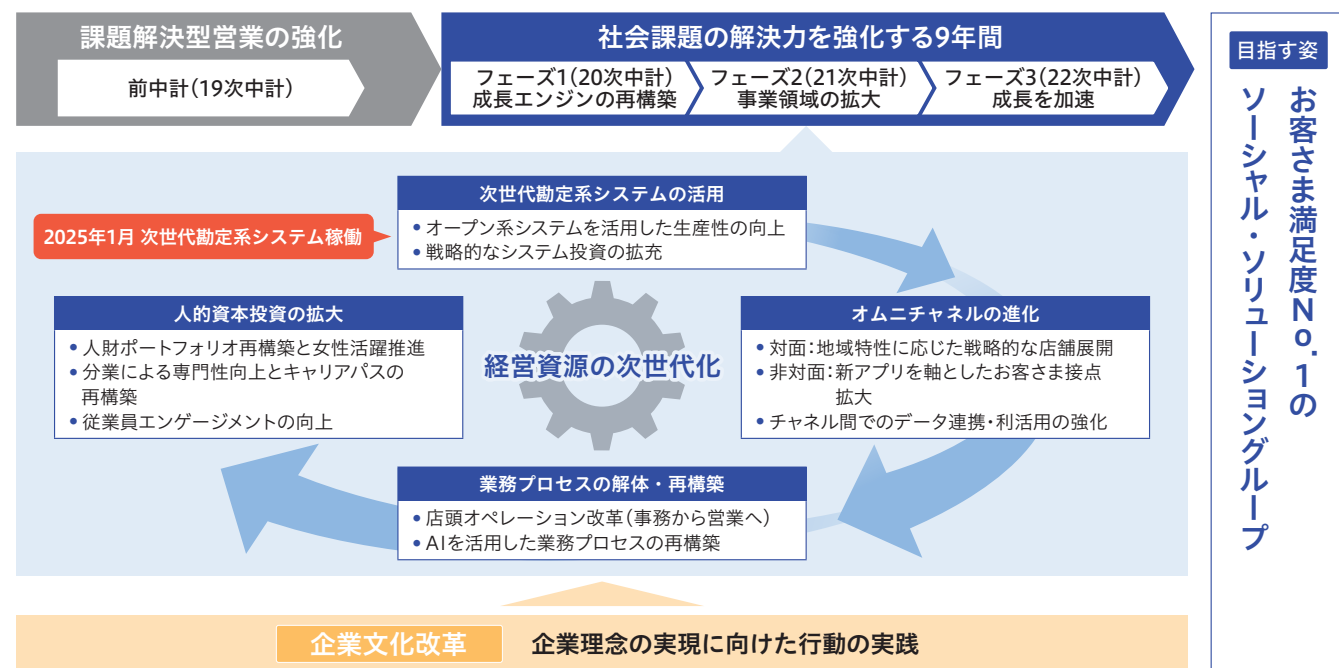 課題解決型営業の強化
前中計（19次中計）
社会課題の解決力を強化する9年間
フェーズ1（20次中計）
成長エンジンの再構築
フェーズ2（21次中計）
事業領域の拡大
フェーズ3（22次中計）
成長を加速
目指す姿
お客さま満足度No.1の
ソーシャル・ソリューショングループ
2025年1月 次世代勘定系システム稼働
次世代勘定系システムの活用
•オープン系システムを活用した生産性の向上
•戦略的なシステム投資の拡充
人的資本投資の拡大
•人財ポートフォリオ再構築と女性活躍推進
•分業による専門性向上とキャリアパスの
再構築
•従業員エンゲージメントの向上
経営資源の次世代化
オムニチャネルの進化
•対面：地域特性に応じた戦略的な店舗展開
•非対面：新アプリを軸としたお客さま接点
拡大
•チャネル間でのデータ連携・利活用の強化
業務プロセスの解体・再構築
•店頭オペレーション改革（事務から営業へ）
•AIを活用した業務プロセスの再構築
企業文化改革
企業理念の実現に向けた行動の実践